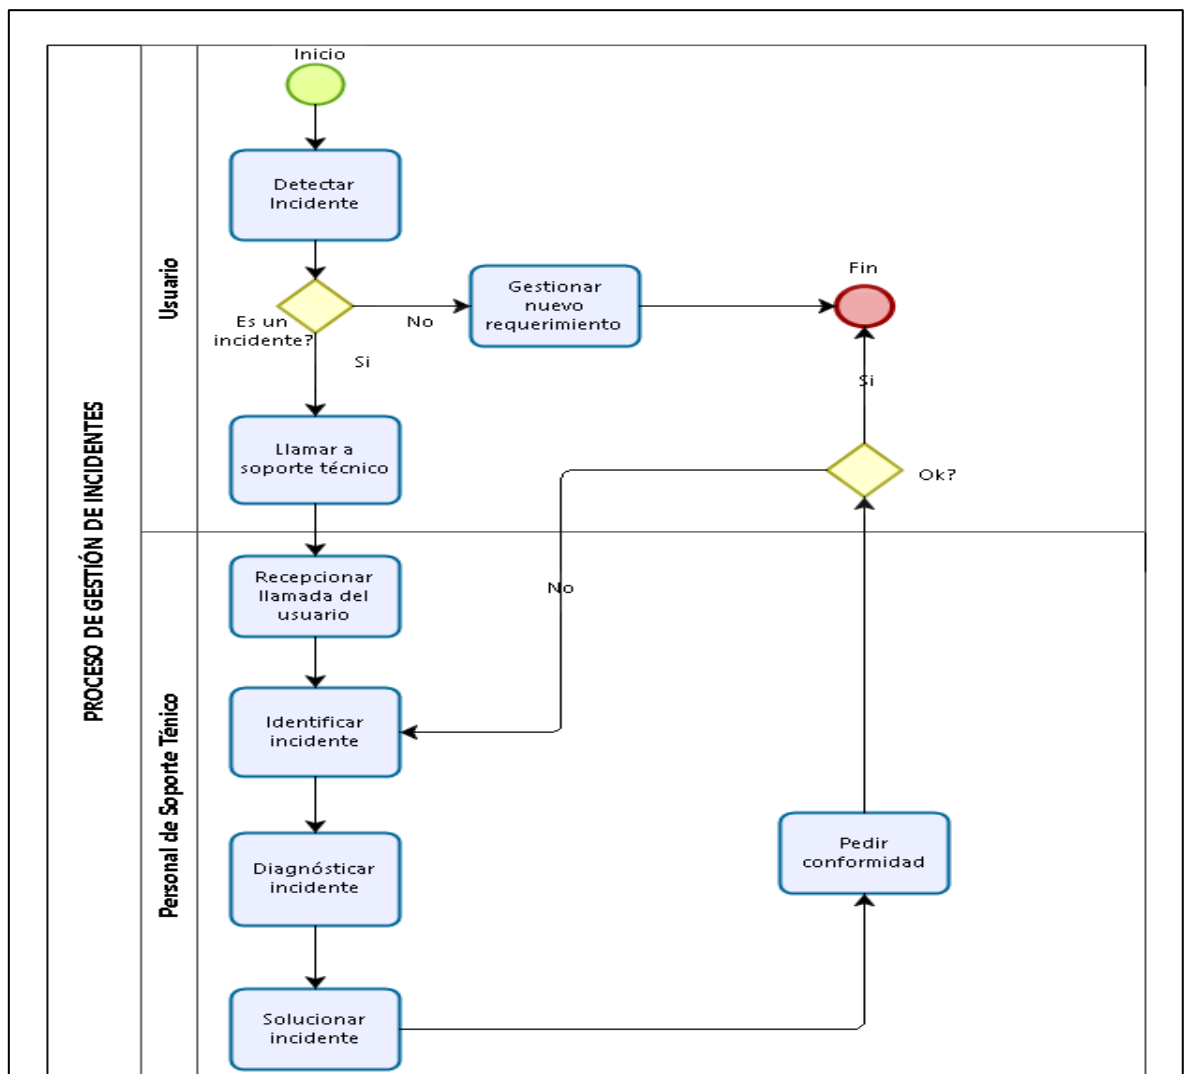 PROCESO DE GESTIÓN DE INCIDENTES
Usuario
Inicio
Detectar
Incidente
Es un
incidente?
No
Gestionar
nuevo
requerimiento
Fin
Si
Llamar a
soporte técnico
Si
Ok?
No
Personal de Soporte Ténico
Recepcionar
llamada del
usuario
Identificar
incidente
Diagnósticar
incidente
Solucionar
incidente
Pedir
conformidad